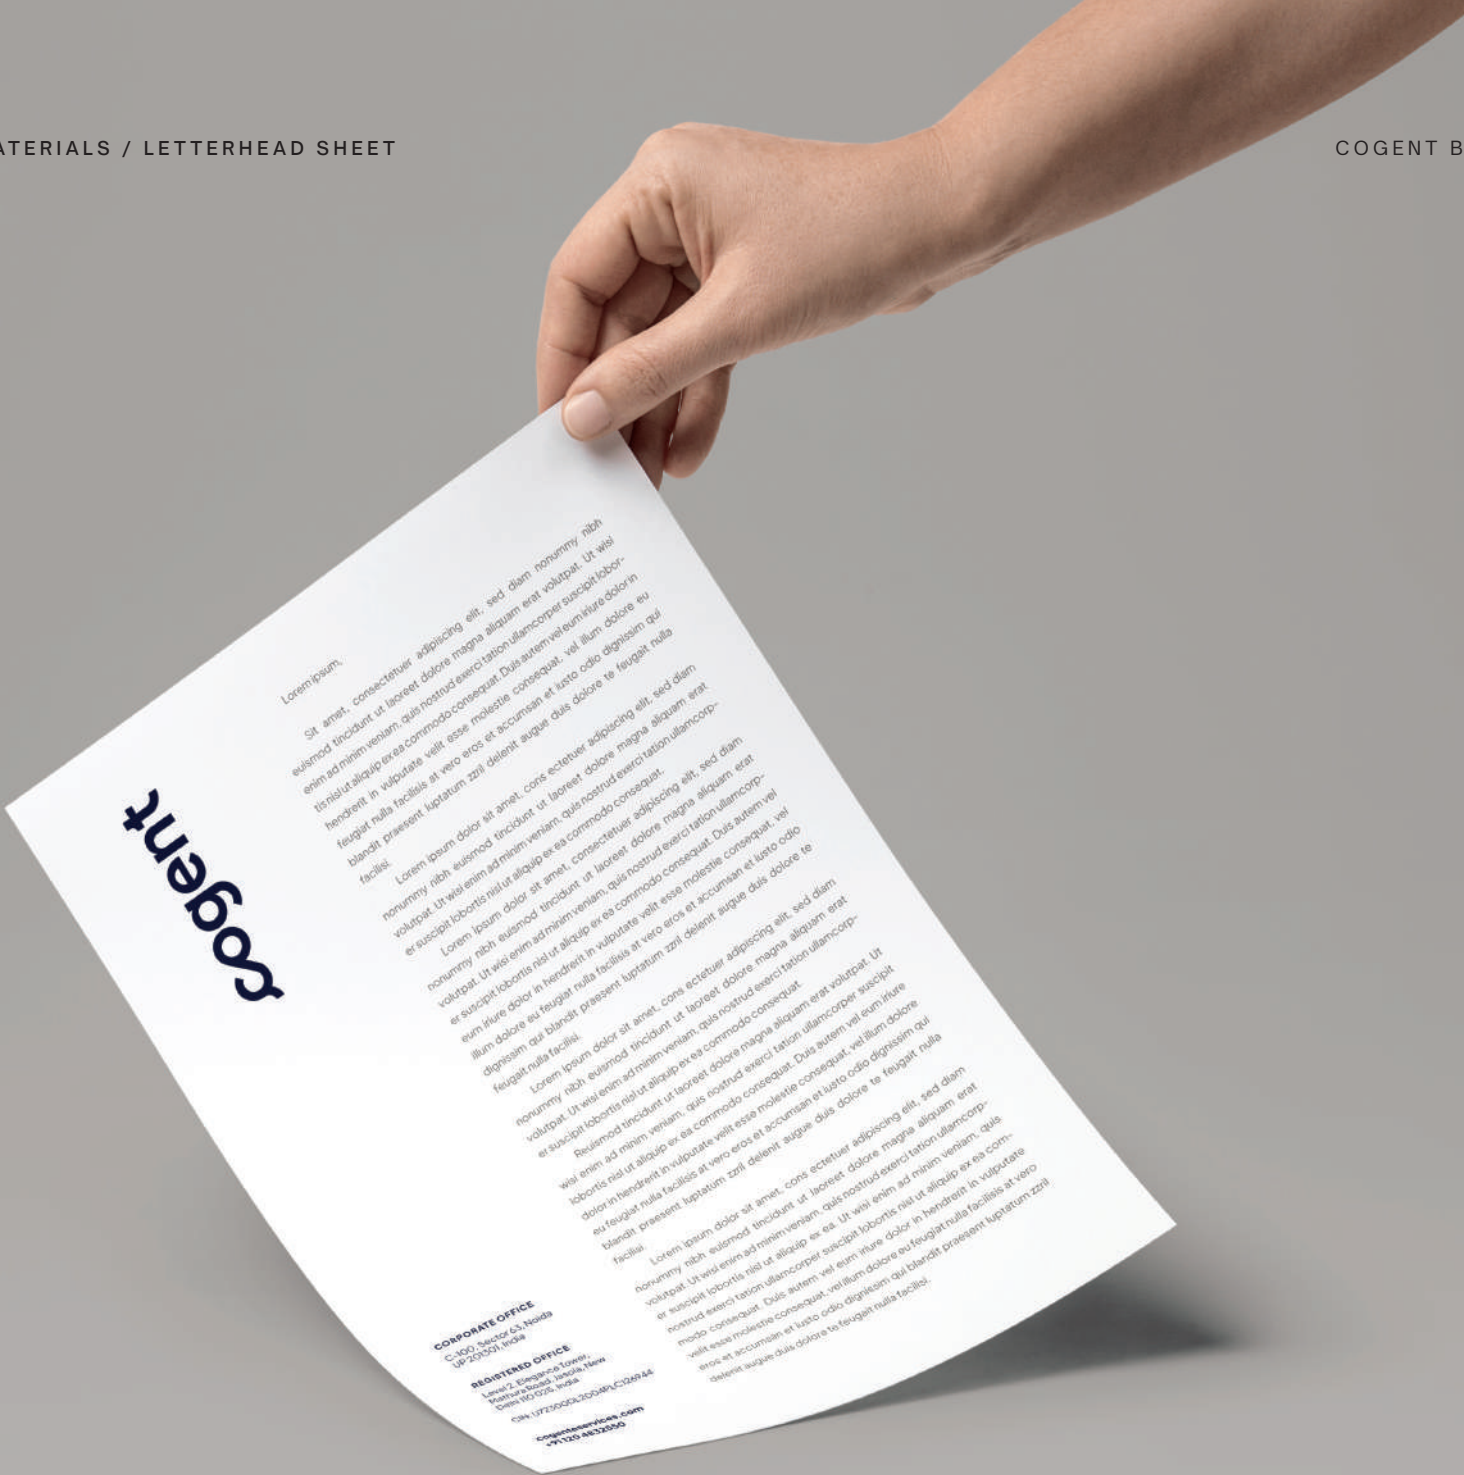 ATERIALS / LETTERHEAD SHEET
COGENT B
cogent
Lorem ipsum,
Sit amet, consectetuer adipiscing elit, sed diam nonummy nibh
euismod tincidunt ut laoreet dolore magna aliquam erat volutpat. Ut wisi
enim ad minim veniam, quis nostrud exerci tation ullamcorper suscipit lobor-
tis nisl ut aliquip ex ea commodo consequat. Duis autem vel eum iriure dolor in
hendrerit in vulputate velit esse molestie consequat, vel illum dolore eu
feugiat nulla facilisis at vero eros et accumsan et iusto odio dignissim qui
blandit praesent luptatum zzril delenit augue duis dolore te feugait nulla
facilisi.
Lorem ipsum dolor sit amet, cons ectetuer adipiscing elit, sed diam
nonummy nibh euismod tincidunt ut laoreet dolore magna aliquam erat
volutpat. Ut wisi enim ad minim veniam, quis nostrud exerci tation ullamcorp-
er suscipit lobortis nisl ut aliquip ex ea commodo consequat.
Lorem ipsum dolor sit amet, consectetuer adipiscing elit, sed diam
nonummy nibh euismod tincidunt ut laoreet dolore magna aliquam erat
volutpat. Ut wisi enim ad minim veniam, quis nostrud exerci tation ullamcorp-
er suscipit lobortis nisl ut aliquip ex ea commodo consequat. Duis autem vel
eum iriure dolor in hendrerit in vulputate velit esse molestie consequat, vel
illum dolore eu feugiat nulla facilisis at vero eros et accumsan et iusto odio
dignissim qui blandit praesent luptatum zzril delenit augue duis dolore te
feugait nulla facilisi.
Lorem ipsum dolor sit amet, cons ectetuer adipiscing elit, sed diam
nonummy nibh euismod tincidunt ut laoreet dolore magna aliquam erat
volutpat. Ut wisi enim ad minim veniam, quis nostrud exerci tation ullamcorp-
er suscipit lobortis nisl ut aliquip ex ea commodo consequat.
Reuismod tincidunt ut laoreet dolore magna aliquam erat volutpat. Ut
wisi enim ad minim veniam, quis nostrud exerci tation ullamcorper suscipit
lobortis nisl ut aliquip ex ea commodo consequat. Duis autem vel eum iriure
dolor in hendrerit in vulputate velit esse molestie consequat, vel illum dolore
eu feugiat nulla facilisis at vero eros et accumsan et iusto odio dignissim qui
blandit praesent luptatum zzril delenit augue duis dolore te feugait nulla
facilisi.
Lorem ipsum dolor sit amet, cons ectetuer adipiscing elit, sed diam
nonummy nibh euismod tincidunt ut laoreet dolore magna aliquam erat
volutpat. Ut wisi enim ad minim veniam, quis nostrud exerci tation ullamcorp-
er suscipit lobortis nisl ut aliquip ex ea. Ut wisi enim ad minim veniam, quis
nostrud exerci tation ullamcorper suscipit lobortis nisl ut aliquip ex ea com-
modo consequat. Duis autem vel eum iriure dolor in hendrerit in vulputate
velit esse molestie consequat, vel illum dolore eu feugiat nulla facilisis at vero
eros et accumsan et iusto odio dignissim qui blandit praesent luptatum zzril
delenit augue duis dolore te feugait nulla facilisi.
CORPORATE OFFICE
C-100, Sector 63, Noida
UP 201301, India
REGISTERED OFFICE
Level 2, Elegance Tower,
Mathura Road, Jasola, New
Delhi 110 025, India
CIN: U72300DL2004PLC126944
cogenteservices.com
+91 120 4832550